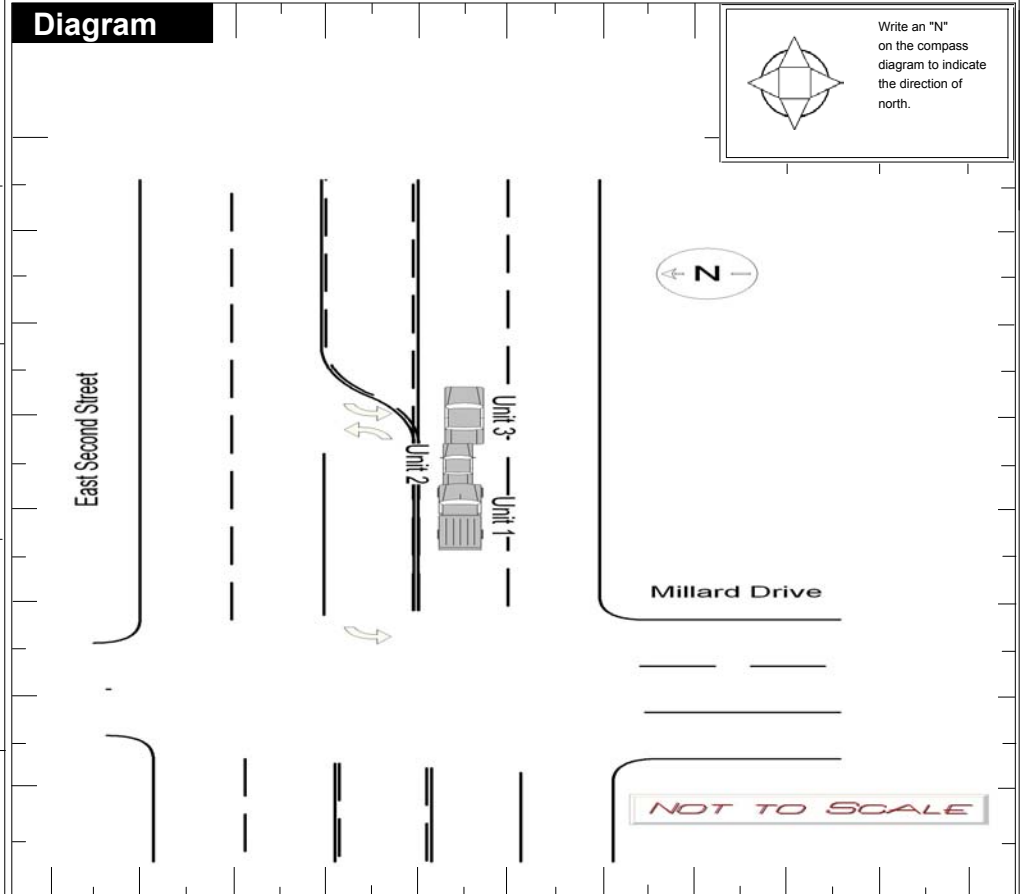 Diagram
Write an "N"
on the compass
diagram to indicate
the direction of
north.
N
East Second Street
Unit 3
Unit 2
Unit 1
Millard Drive
NOT TO SCALE